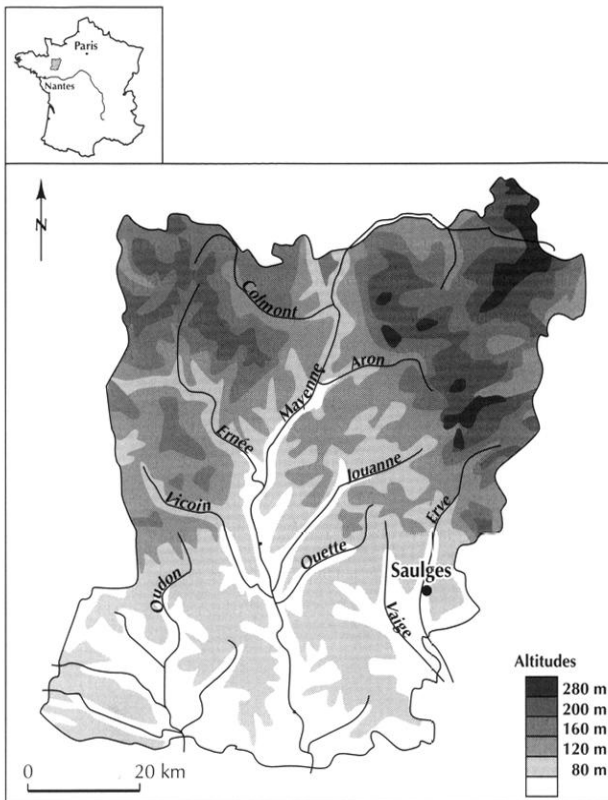 Paris
Nantes
N
Colmont
Mayenne
Aron
Ernée
Jouanne
Vicoin
Erve
Ouette
Saulges
Oudon
Vaige
Altitudes
280 m
200 m
160 m
120 m
80 m
0 20 km